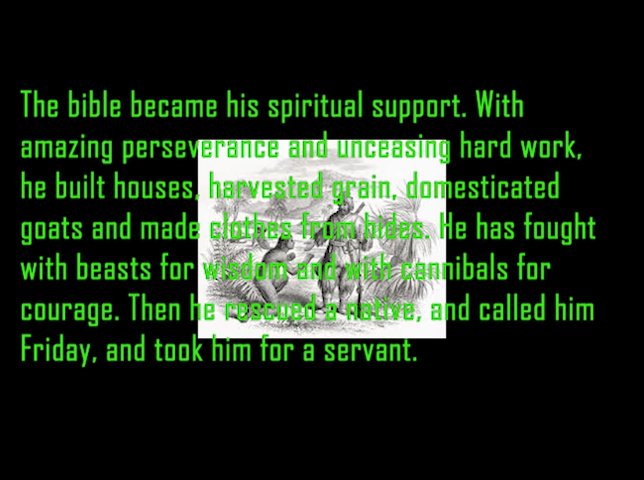 The bible became his spiritual support. With
amazing perseverance and unceasing hard work,
he built houses, harvested grain, domesticated
goats and made clothes from hides. He has fought
with beasts for wisdom and with cannibals for
courage. Then he rescued a native, and called him
Friday, and took him for a servant.